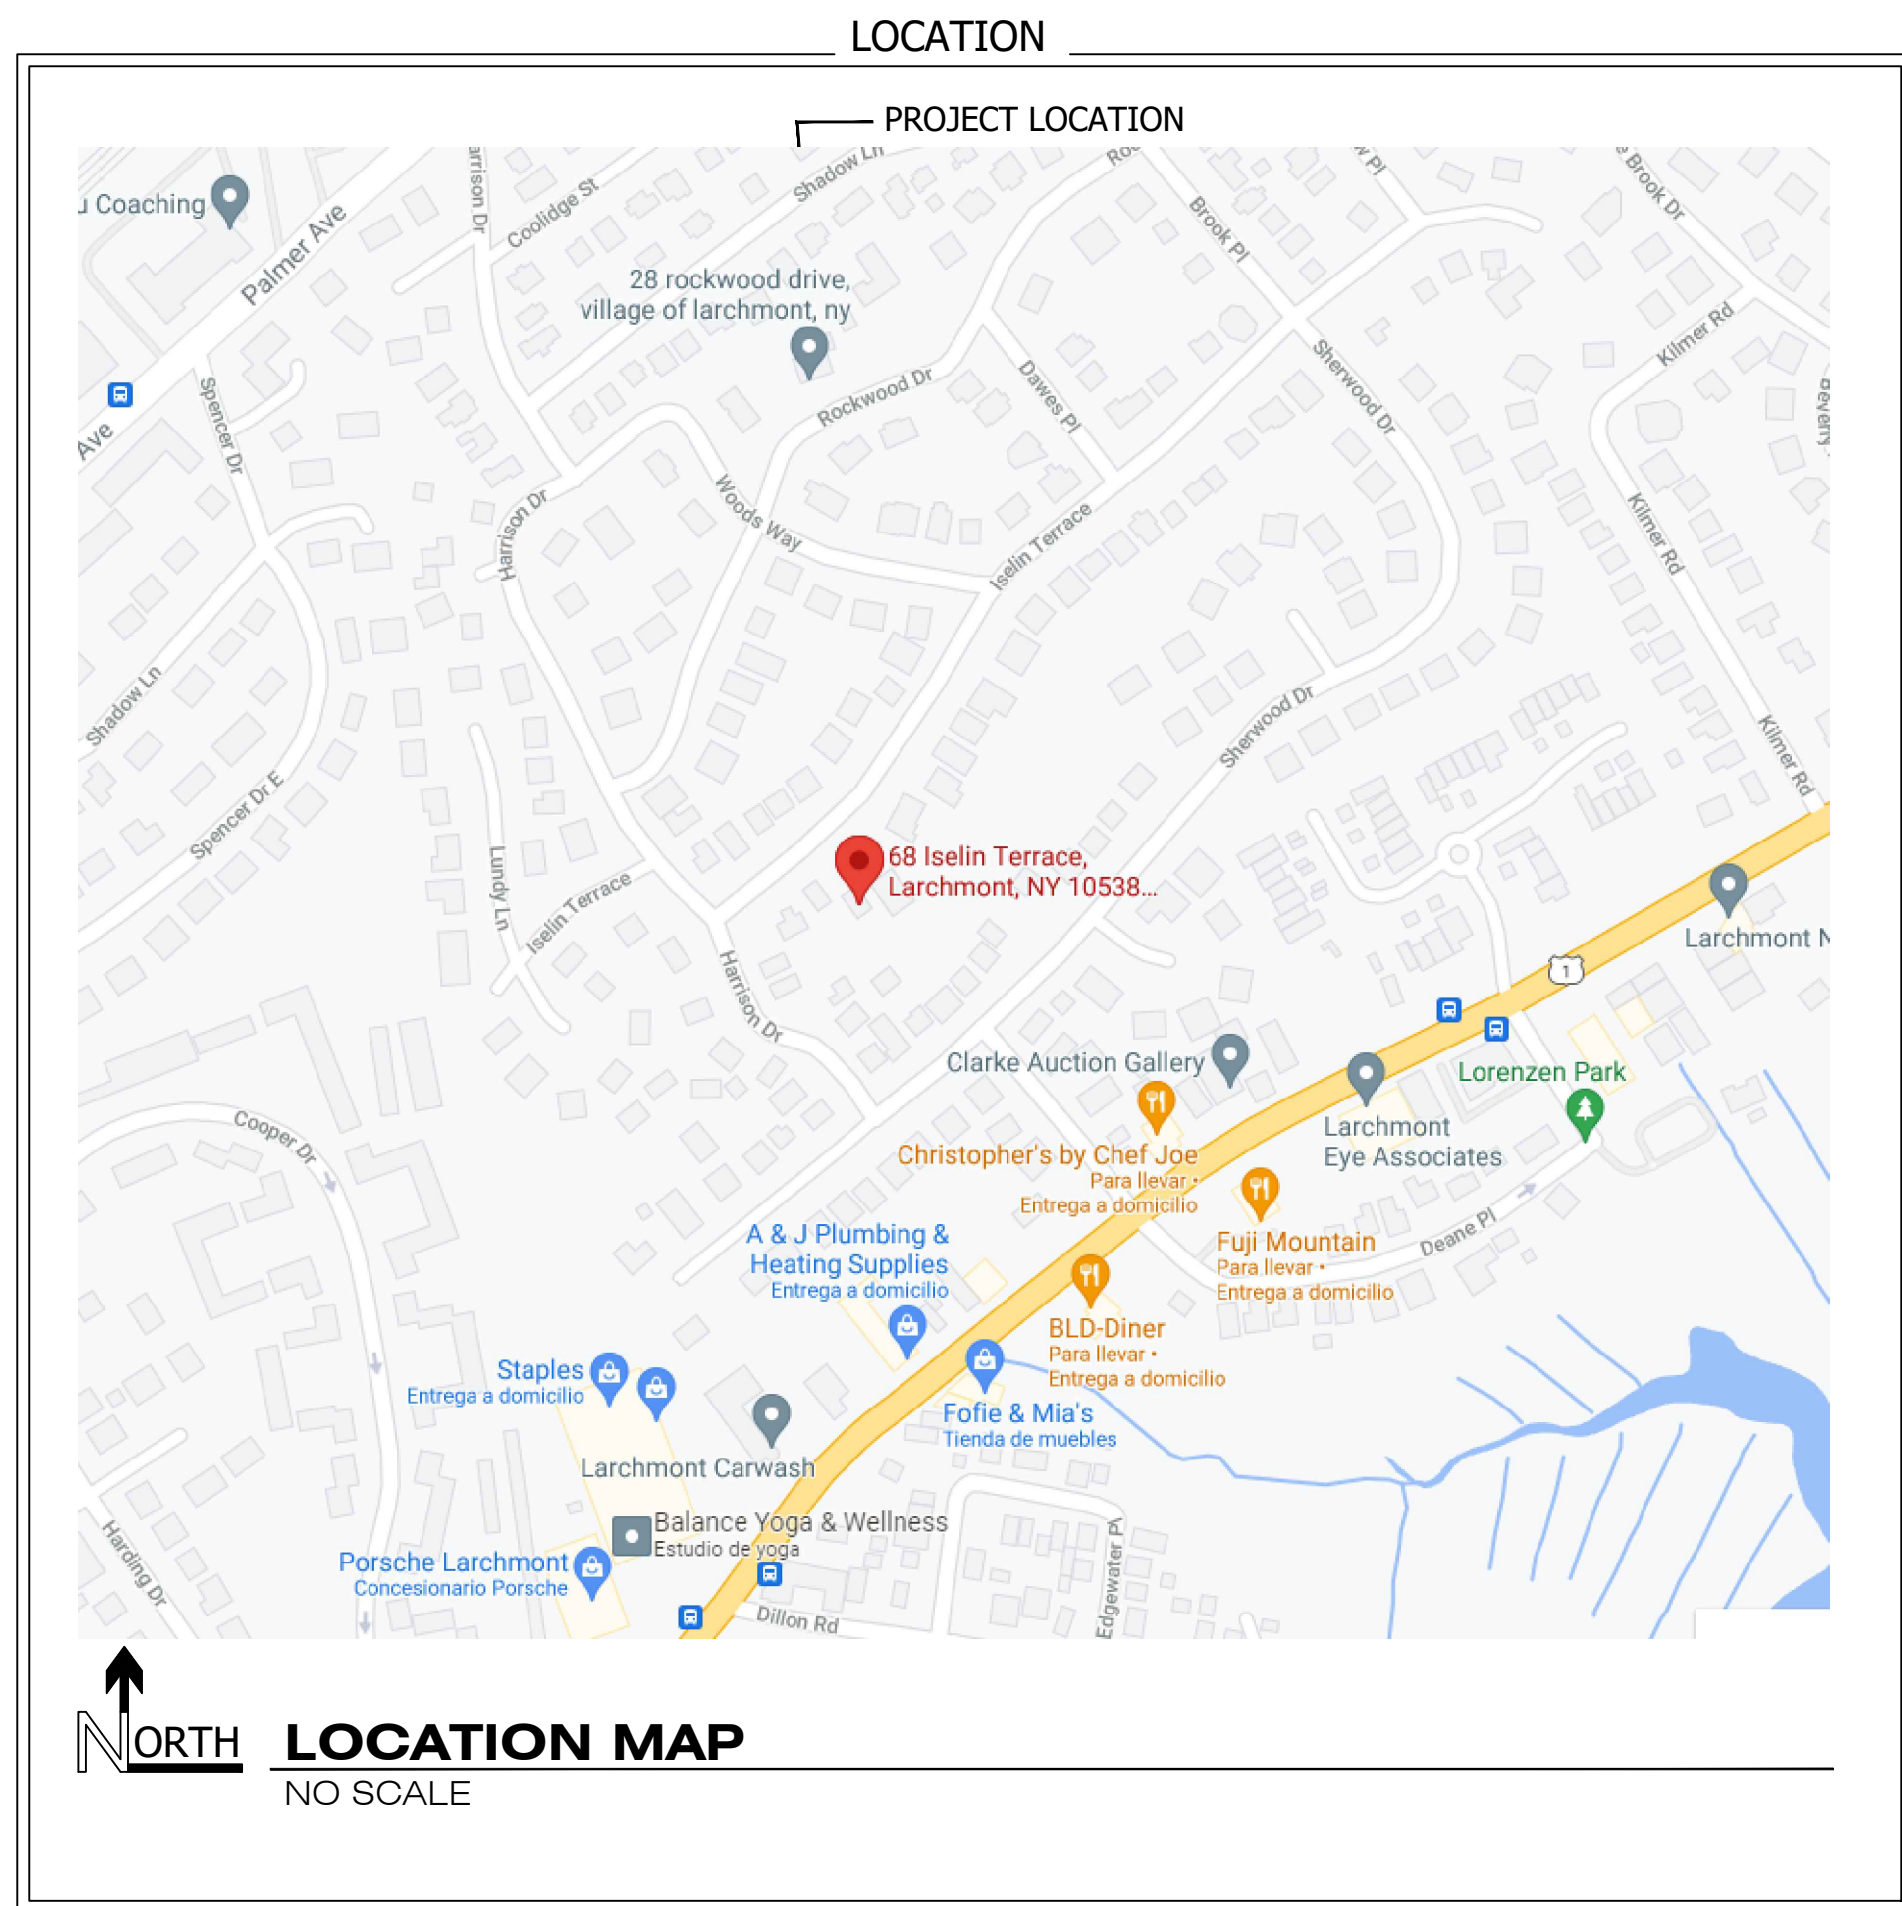 LOCATION
PROJECT LOCATION
Shadow Ln
Coaching
Palmer Ave
Coolidge St
Brook Pl
Brook Dr
28 rockwood drive,
village of larchmont, ny
Kilmer Rd
Sherwood Dr
Rockwood Dr
Dawes Pl
Spencer Dr
Ave
Harrison Dr
Woods Way
Iselin Terrace
Kilmer Rd
Shadow Ln
Sherwood Dr
Kilmer Rd
Spencer Dr E
Lundy Ln
Iselin Terrace
68 Iselin Terrace,
Larchmont, NY 10538...
Larchmont
Harrison Dr
1
Clarke Auction Gallery
Lorenzen Park
Larchmont
Eye Associates
Cooper Dr
Christopher's by Chef Joe
Para llevar •
Entrega a domicilio
A & J Plumbing &
Heating Supplies
Entrega a domicilio
Fuji Mountain
Para llevar •
Entrega a domicilio
Deane Pl
BLD-Diner
Para llevar •
Entrega a domicilio
Staples
Entrega a domicilio
Fofie & Mia's
Tienda de muebles
Larchmont Carwash
Balance Yoga & Wellness
Estudio de yoga
Porsche Larchmont
Concesionario Porsche
Harding Dr
Edgewater Pl
Dillon Rd
NORTH
LOCATION MAP
NO SCALE